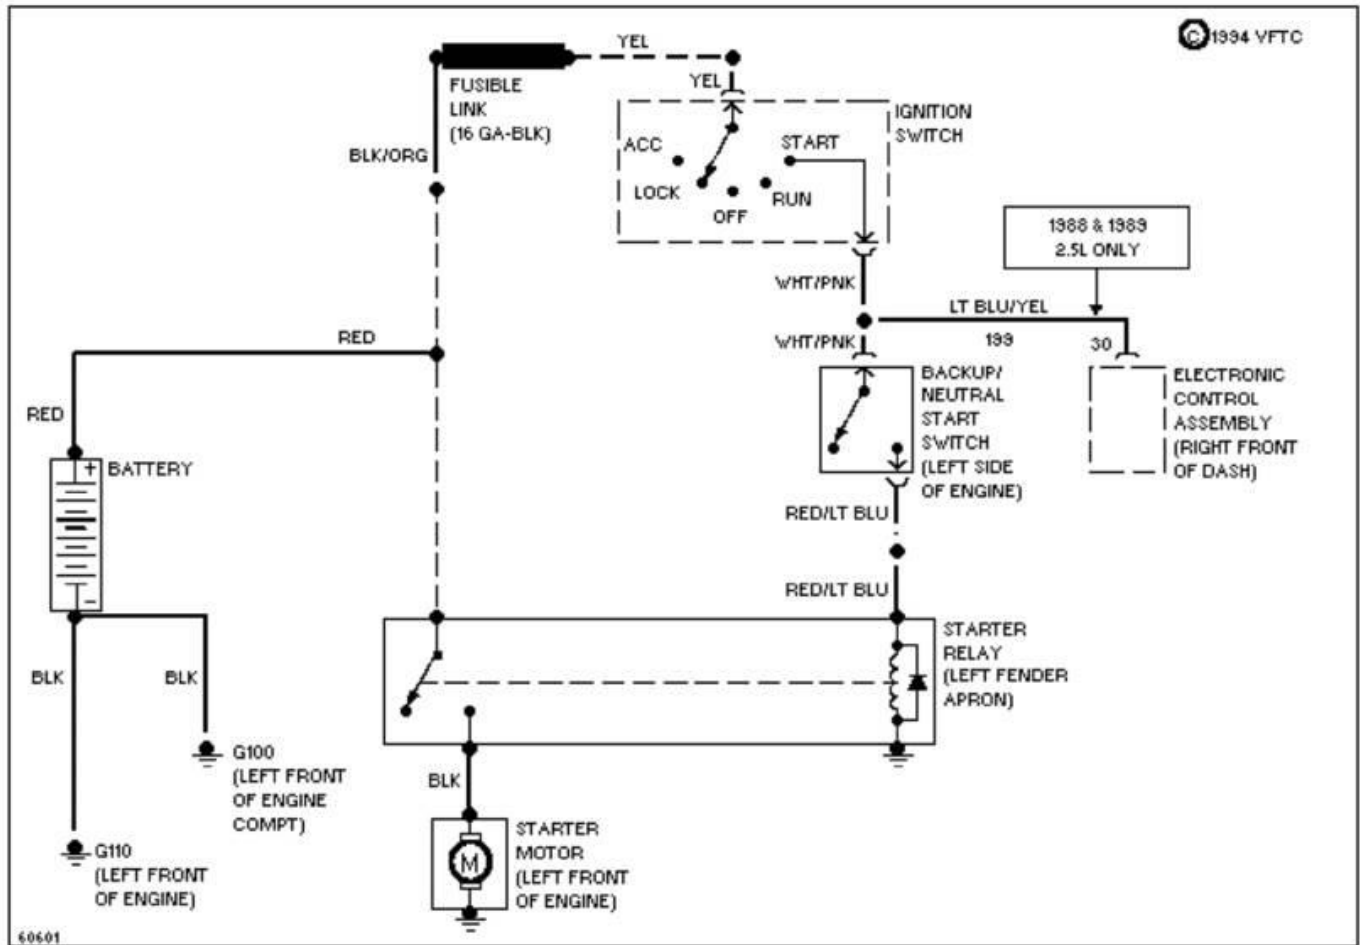 © 1994 VFTC
YEL
FUSIBLE
LINK
(16 GA-BLK)
YEL
IGNITION
SWITCH
ACC
START
LOCK
RUN
OFF
BLK/ORG
1988 & 1989
2.5L ONLY
WHT/PNK
LT BLU/YEL
199
30
WHT/PNK
RED
RED
BACKUP/
NEUTRAL
START
SWITCH
(LEFT SIDE
OF ENGINE)
ELECTRONIC
CONTROL
ASSEMBLY
(RIGHT FRONT
OF DASH)
+
BATTERY
–
RED/LT BLU
RED/LT BLU
STARTER
RELAY
(LEFT FENDER
APRON)
BLK
BLK
G100
(LEFT FRONT
OF ENGINE
COMPT)
BLK
G110
(LEFT FRONT
OF ENGINE)
M
STARTER
MOTOR
(LEFT FRONT
OF ENGINE)
60601